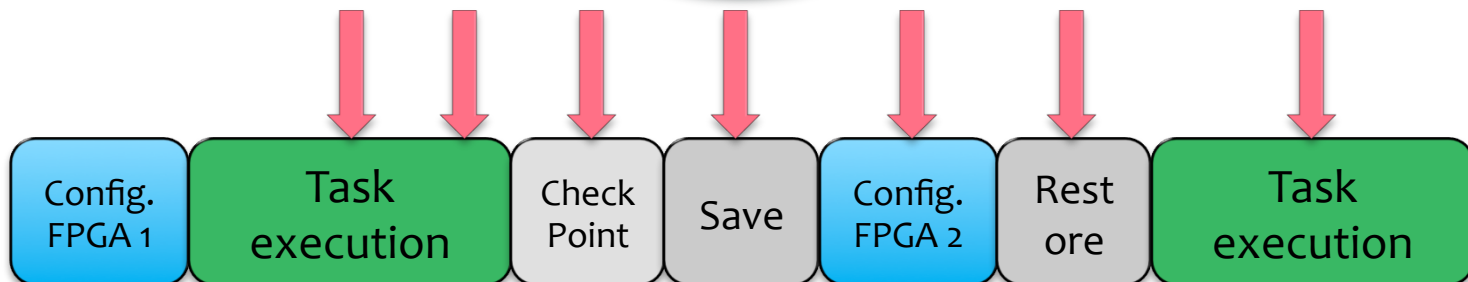 Config.
FPGA 1
Task
execution
Check
Point
Save
Config.
FPGA 2
Rest
ore
Task
execution